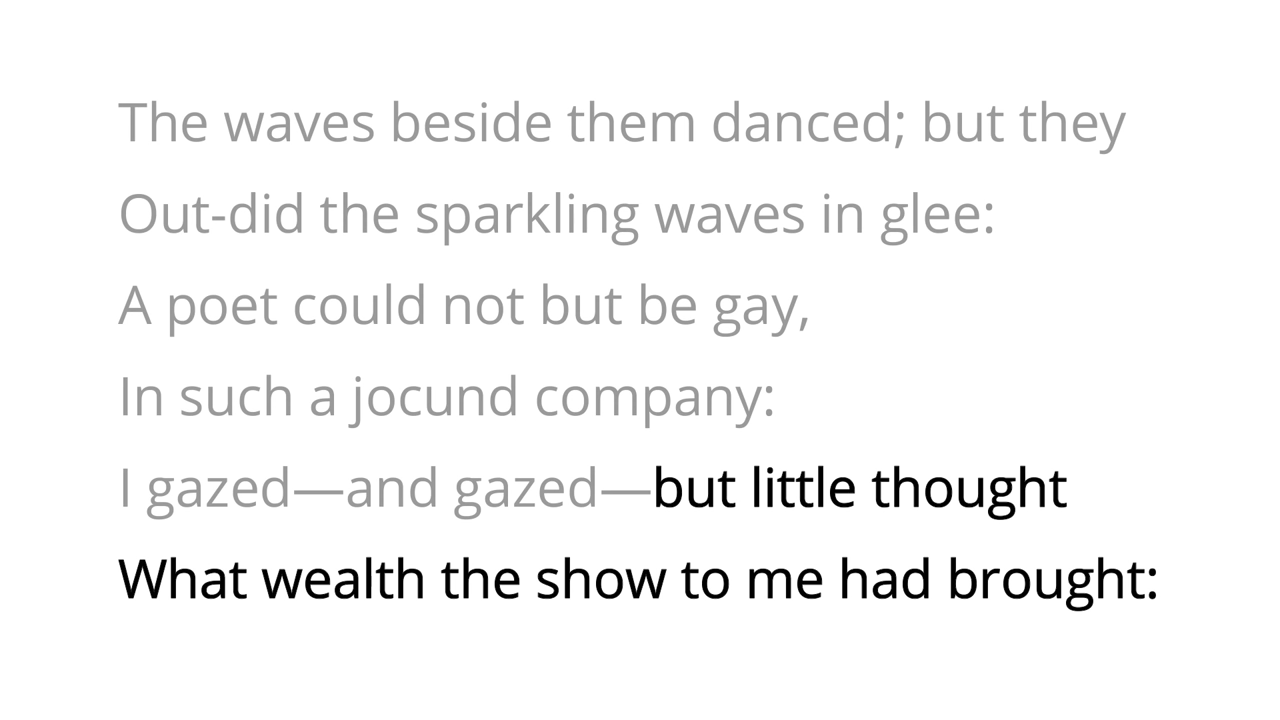 The waves beside them danced; but they
Out-did the sparkling waves in glee:
A poet could not but be gay,
In such a jocund company:
I gazed—and gazed—but little thought
What wealth the show to me had brought: